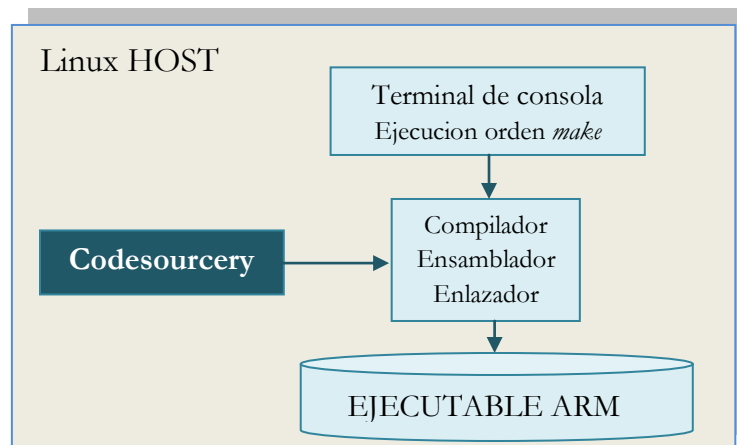 Linux HOST
Terminal de consola
Ejecucion orden make
Codesourcery
Compilador
Ensamblador
Enlazador
EJECUTABLE ARM